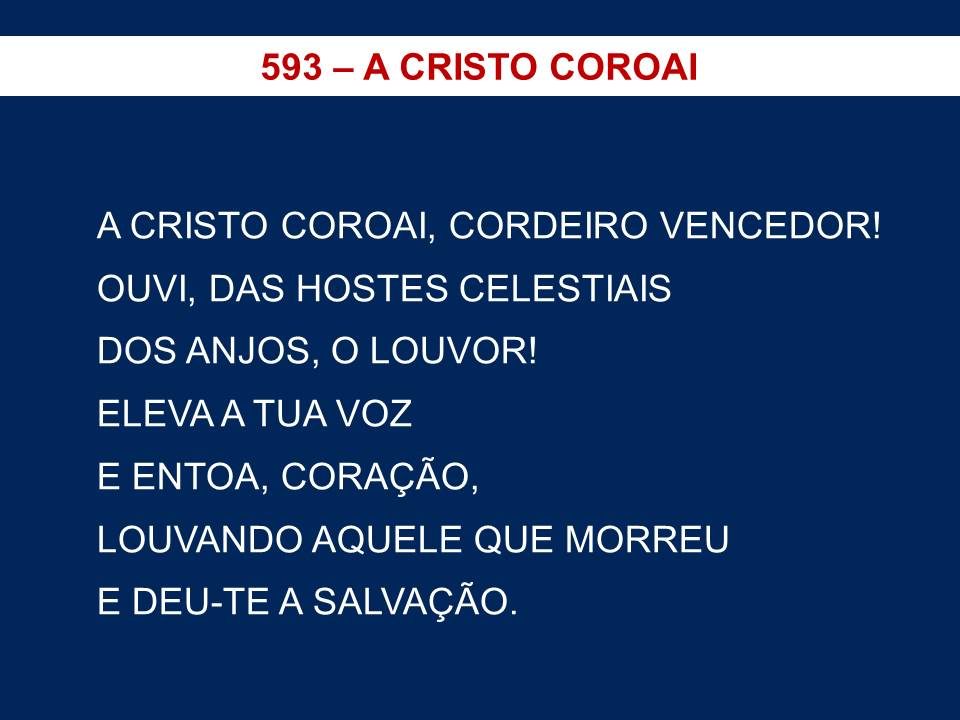 593 – A CRISTO COROAI
A CRISTO COROAI, CORDEIRO VENCEDOR!
OUVI, DAS HOSTES CELESTIAIS
DOS ANJOS, O LOUVOR!
ELEVA A TUA VOZ
E ENTOA, CORAÇÃO,
LOUVANDO AQUELE QUE MORREU
E DEU-TE A SALVAÇÃO.